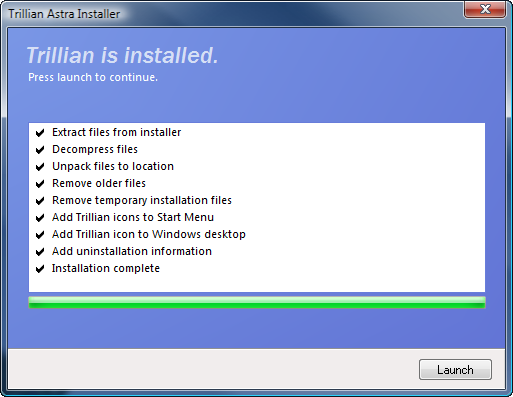 Trillian Astra Installer
Trillian is installed.
Press launch to continue.
Extract files from installer
Decompress files
Unpack files to location
Remove older files
Remove temporary installation files
Add Trillian icons to Start Menu
Add Trillian icon to Windows desktop
Add uninstallation information
Installation complete
Launch